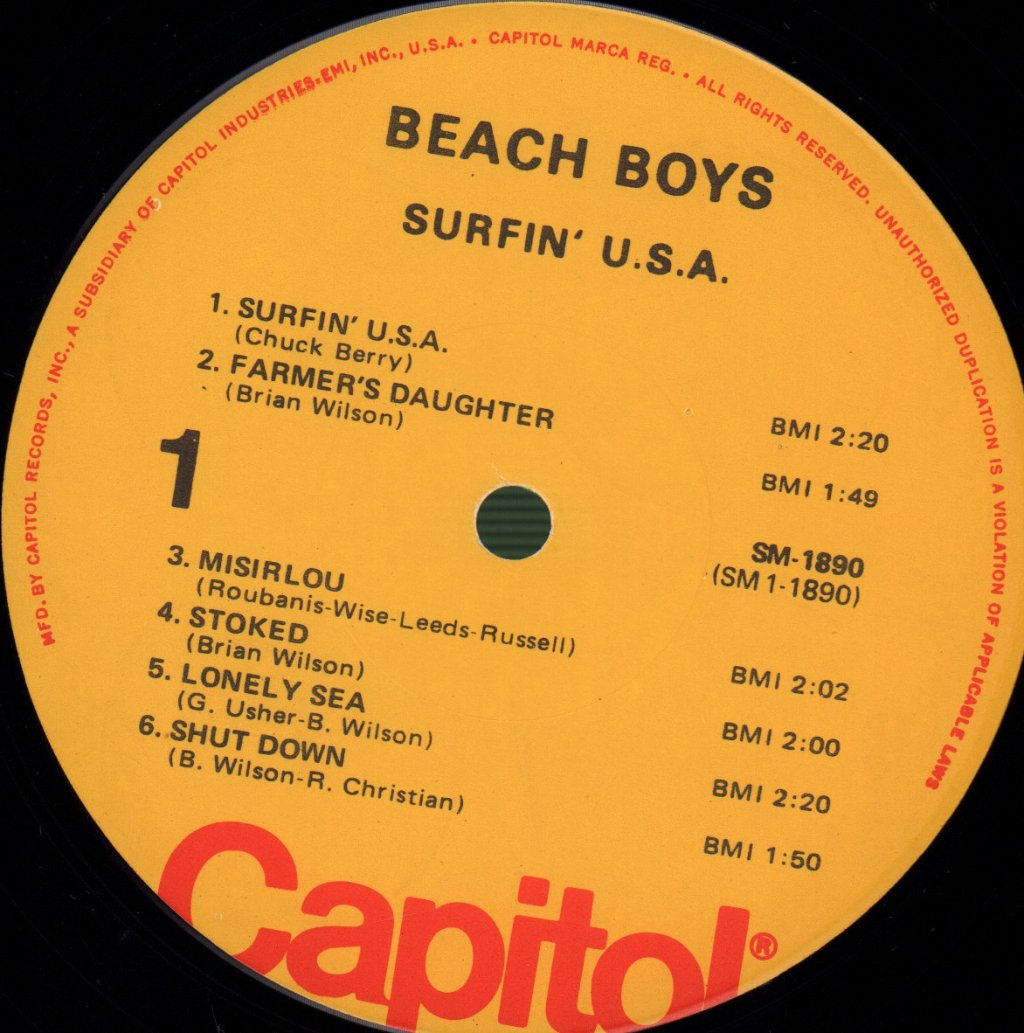 MFD. BY CAPITOL RECORDS, INC., A SUBSIDIARY OF CAPITOL INDUSTRIES-EMI, INC., U.S.A. • CAPITOL MARCA REG. • ALL RIGHTS RESERVED. UNAUTHORIZED DUPLICATION IS A VIOLATION OF APPLICABLE LAWS
BEACH BOYS
SURFIN' U.S.A.
1. SURFIN' U.S.A.
(Chuck Berry) BMI 2:20
2. FARMER'S DAUGHTER
(Brian Wilson) BMI 1:49
1
SM-1890
(SM1-1890)
3. MISIRLOU
(Roubanis-Wise-Leeds-Russell) BMI 2:02
4. STOKED
(Brian Wilson) BMI 2:00
5. LONELY SEA
(G. Usher-B. Wilson) BMI 2:20
6. SHUT DOWN
(B. Wilson-R. Christian) BMI 1:50
Capitol®